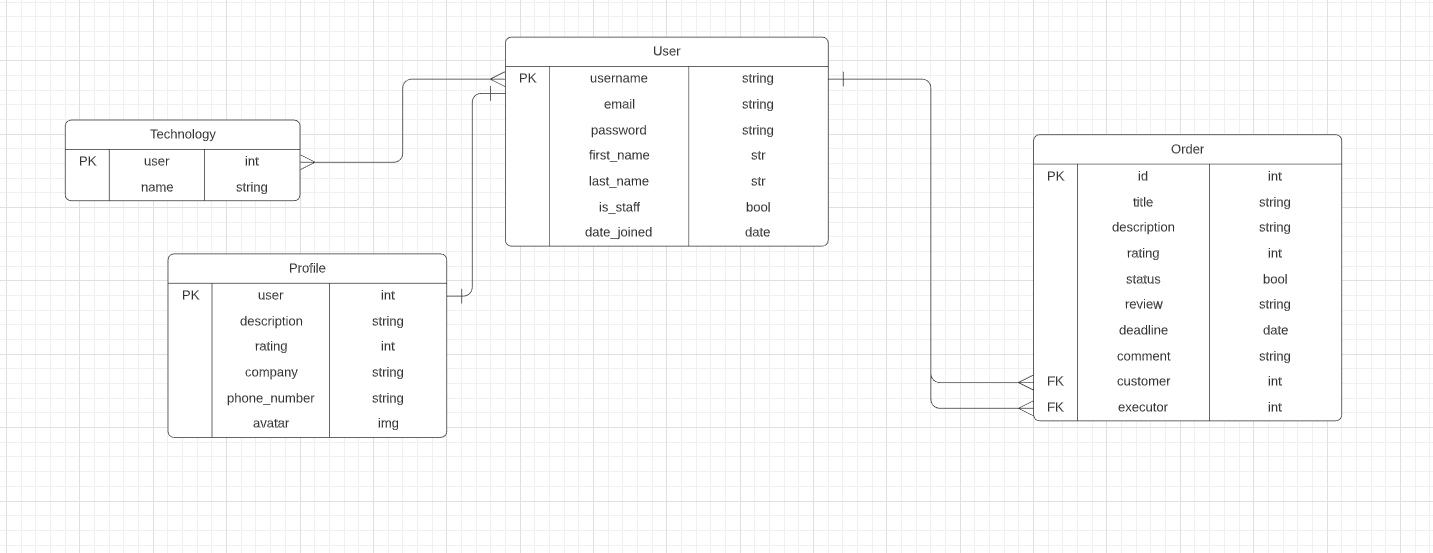 User
PK username string
email string
password string
first_name str
last_name str
is_staff bool
date_joined date
Technology
PK user int
name string
Order
PK id int
title string
description string
rating int
status bool
review string
deadline date
comment string
FK customer int
FK executor int
Profile
PK user int
description string
rating int
company string
phone_number string
avatar img